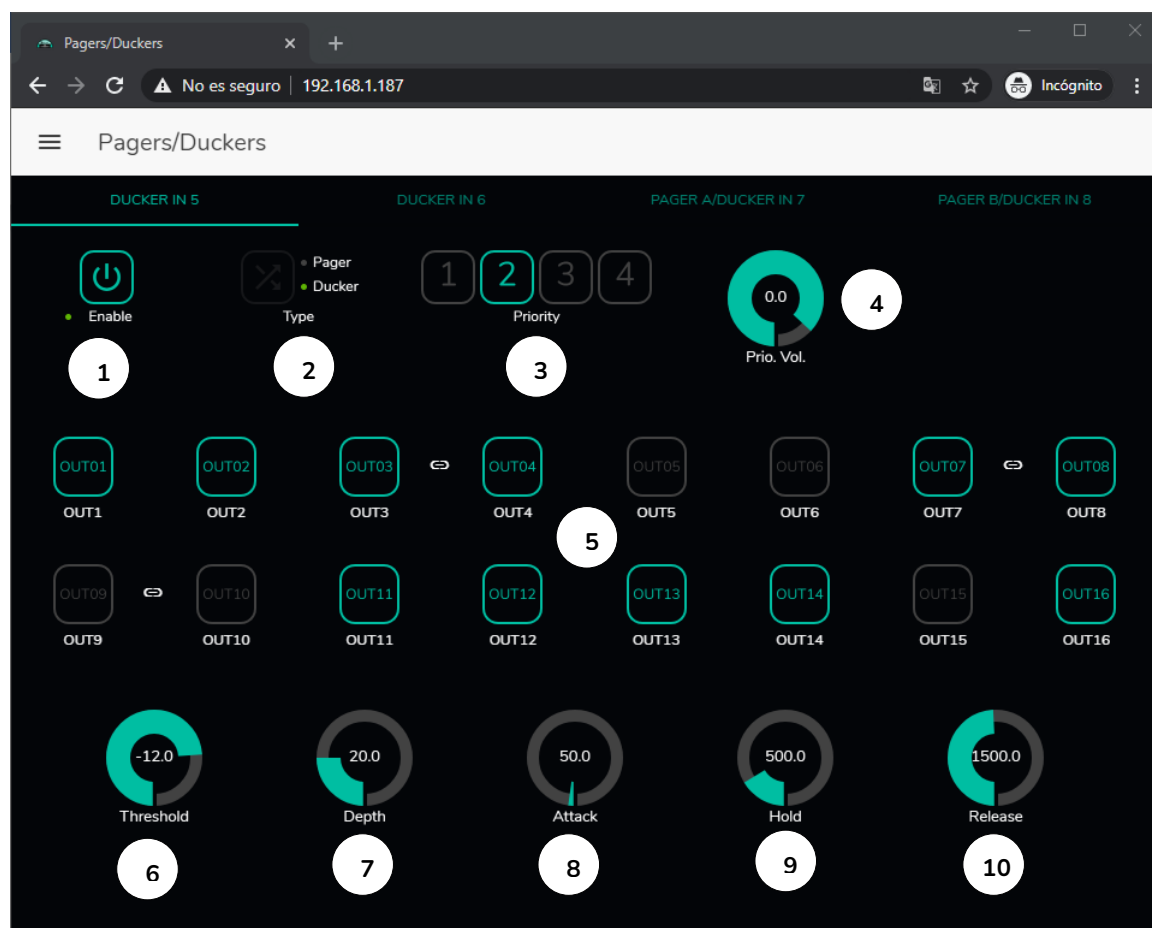 Pagers/Duckers
No es seguro 192.168.1.187 Incógnito
Pagers/Duckers
DUCKER IN 5 DUCKER IN 6 PAGER A/DUCKER IN 7 PAGER B/DUCKER IN 8
Pager
Ducker
1 2 3 4
0.0
4
Enable Type Priority
Prio. Vol.
1 2 3
OUT01 OUT02 OUT03 OUT04 OUT05 OUT06 OUT07 OUT08
OUT1 OUT2 OUT3 OUT4 OUT5 OUT6 OUT7 OUT8
5
OUT09 OUT10 OUT11 OUT12 OUT13 OUT14 OUT15 OUT16
OUT9 OUT10 OUT11 OUT12 OUT13 OUT14 OUT15 OUT16
-12.0 20.0 50.0 500.0 1500.0
Threshold Depth Attack Hold Release
6 7 8 9 10